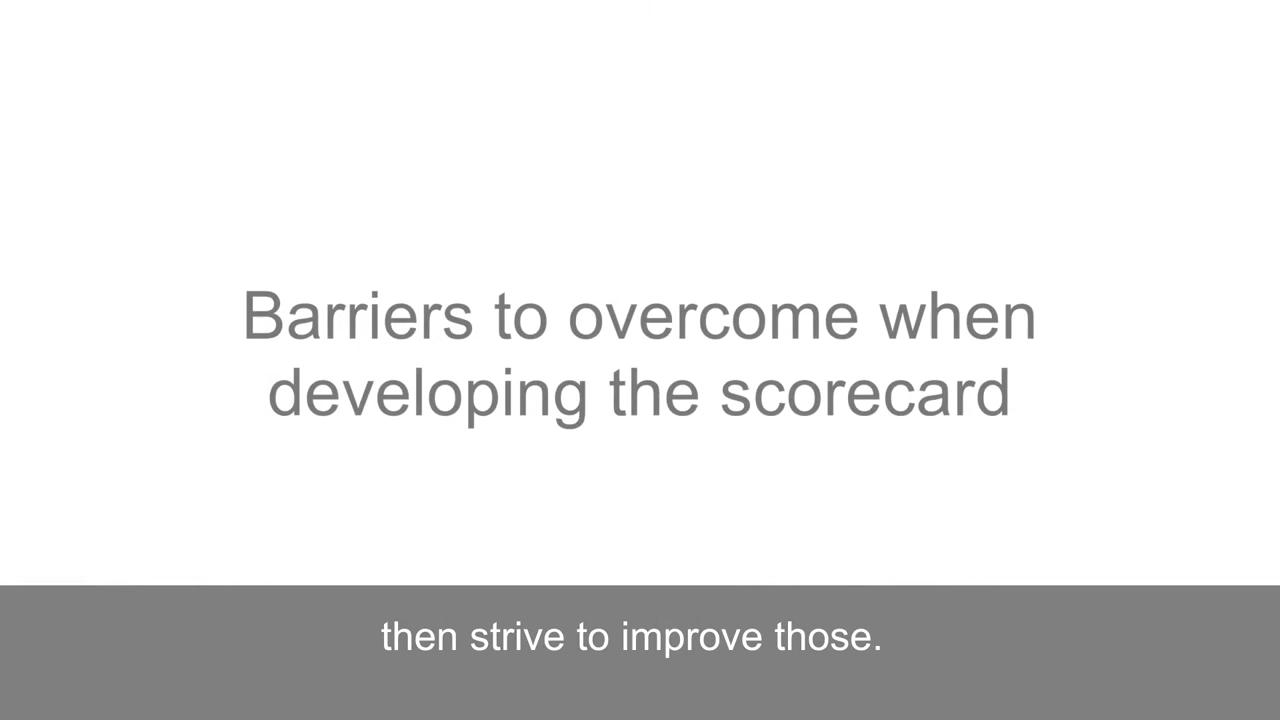 Barriers to overcome when
developing the scorecard
then strive to improve those.